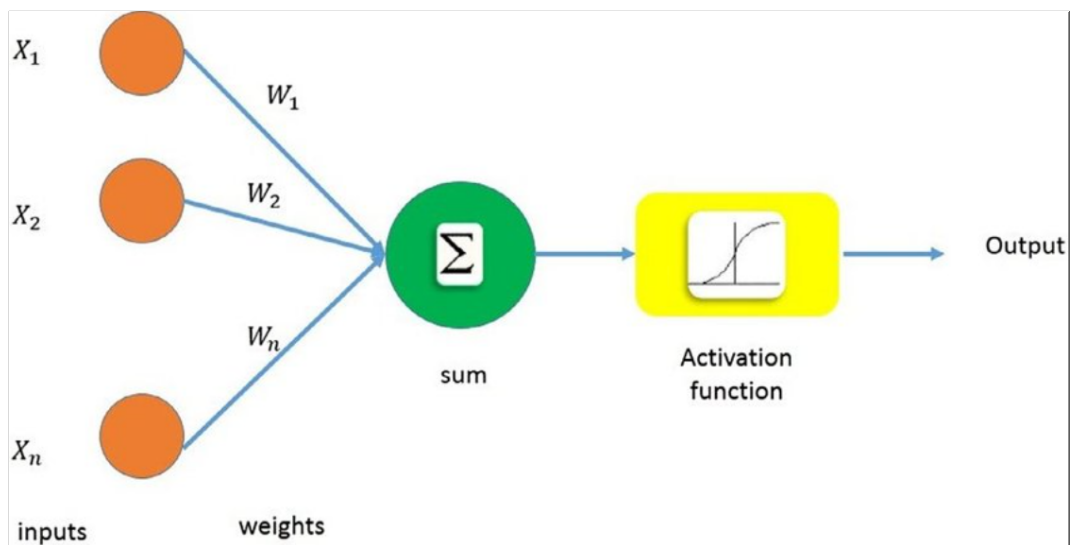 X₁
W₁
X₂
W₂
Σ
Output
Wₙ
sum
Activation
function
Xₙ
inputs
weights